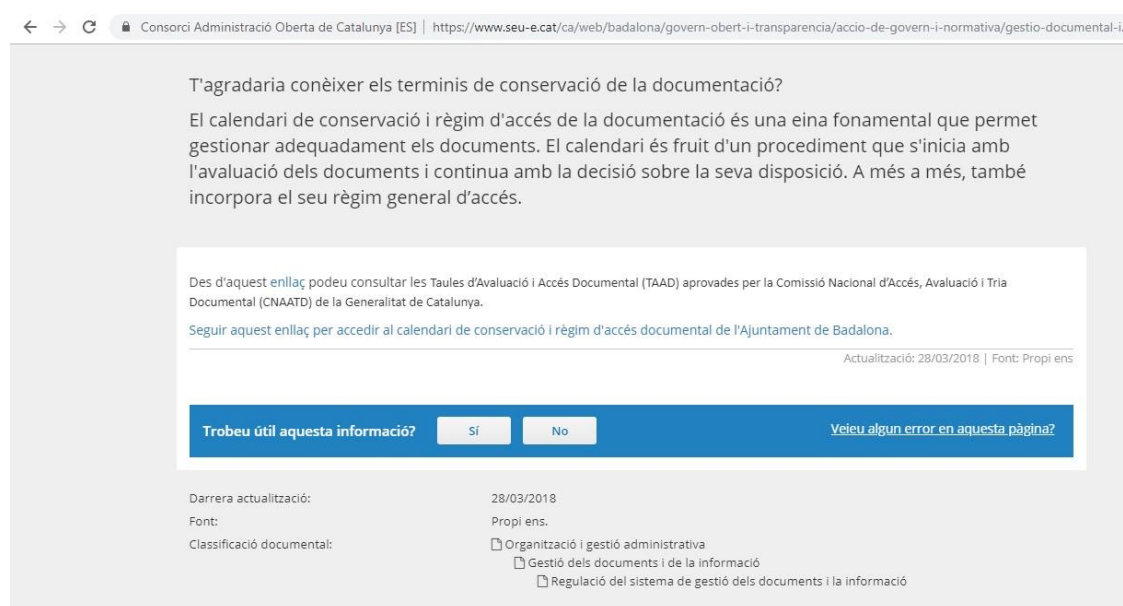 Consorci Administració Oberta de Catalunya [ES] | https://www.seu-e.cat/ca/web/badalona/govern-obert-i-transparencia/accio-de-govern-i-normativa/gestio-documental-i
T'agradaria conèixer els terminis de conservació de la documentació?
El calendari de conservació i règim d'accés de la documentació és una eina fonamental que permet
gestionar adequadament els documents. El calendari és fruit d'un procediment que s'inicia amb
l'avaluació dels documents i continua amb la decisió sobre la seva disposició. A més a més, també
incorpora el seu règim general d’accés.
Des d'aquest enllaç podeu consultar les Taules d’Avaluació i Accés Documental (TAAD) aprovades per la Comissió Nacional d’Accés, Avaluació i Tria
Documental (CNAATD) de la Generalitat de Catalunya.
Seguir aquest enllaç per accedir al calendari de conservació i règim d'accés documental de l'Ajuntament de Badalona.
Actualització: 28/03/2018 | Font: Propi ens
Trobeu útil aquesta informació? Sí No Veieu algun error en aquesta pàgina?
Darrera actualització: 28/03/2018
Font: Propi ens.
Classificació documental: Organització i gestió administrativa
Gestió dels documents i de la informació
Regulació del sistema de gestió dels documents i la informació